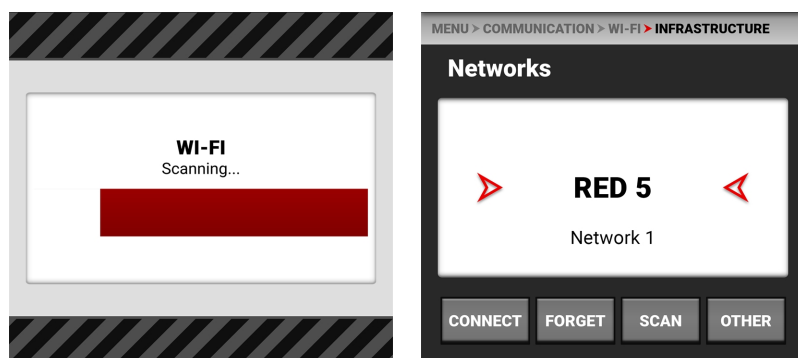 WI-FI
Scanning...
MENU > COMMUNICATION > WI-FI > INFRASTRUCTURE
Networks
RED 5
Network 1
CONNECT FORGET SCAN OTHER